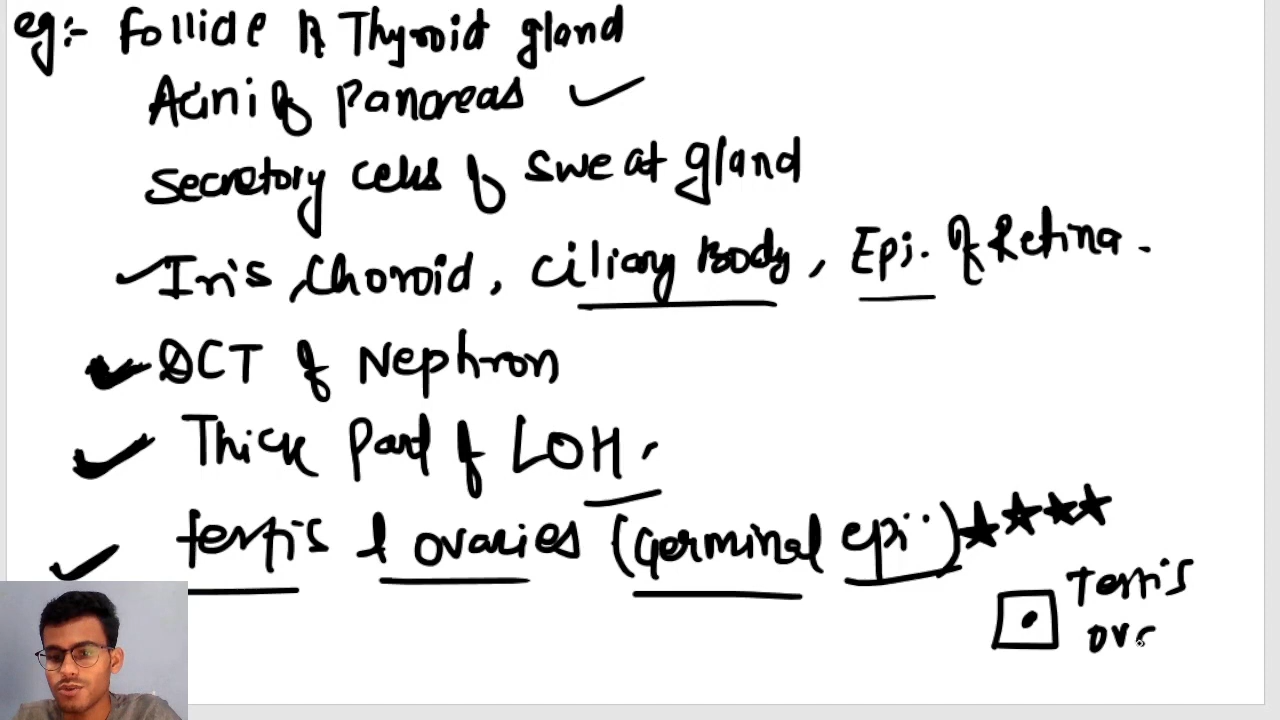 eg:- Follicle of Thyroid gland
Acini of Pancreas
Secretory cells of sweat gland
Iris, Choroid, Ciliary Body, Epi. of Retina.
DCT of Nephron
Thick Part of LOH.
testis & ovaries (Germinal epi..)
Testis
ova